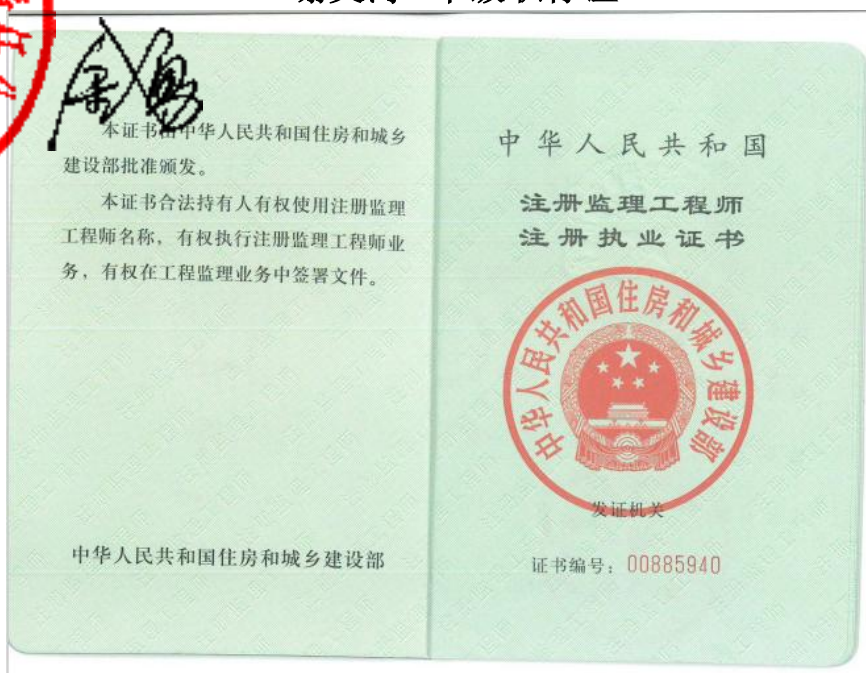 本证书由中华人民共和国住房和城乡
建设部批准颁发。
本证书合法持有人有权使用注册监理
工程师名称，有权执行注册监理工程师业
务，有权在工程监理业务中签署文件。
中华人民共和国住房和城乡建设部
中华人民共和国
注册监理工程师
注册执业证书
中华人民共和国住房和城乡建设部
发证机关
证书编号：00885940